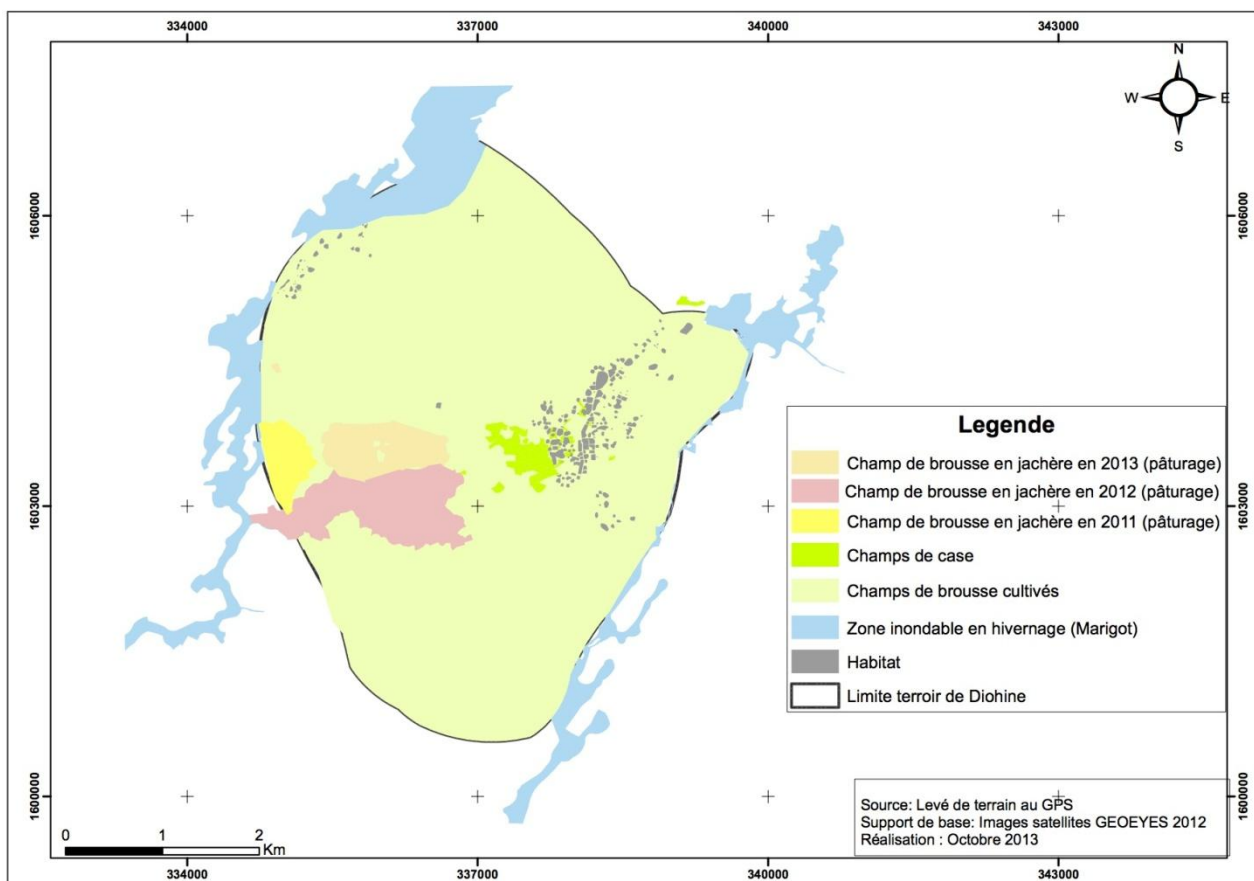 334000 337000 340000 343000
N
W E
S
1606000 1606000
Legende
Champ de brousse en jachère en 2013 (pâturage)
Champ de brousse en jachère en 2012 (pâturage)
1603000 1603000
Champ de brousse en jachère en 2011 (pâturage)
Champs de case
Champs de brousse cultivés
Zone inondable en hivernage (Marigot)
Habitat
Limite terroir de Diohine
1600000 1600000
Source: Levé de terrain au GPS
Support de base: Images satellites GEOEYES 2012
Réalisation : Octobre 2013
0 1 2
Km
334000 337000 340000 343000